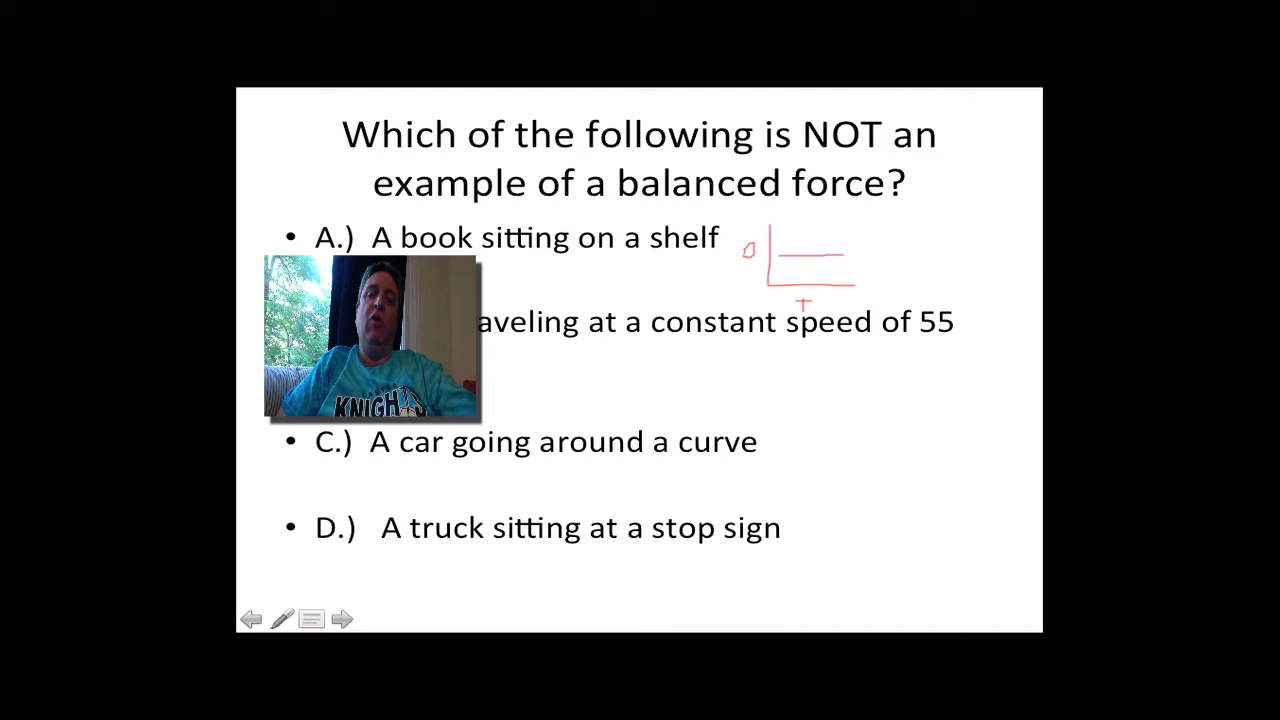 Which of the following is NOT an
example of a balanced force?
• A.) A book sitting on a shelf
D
T
aveling at a constant speed of 55
KNIGHTS
• C.) A car going around a curve
• D.) A truck sitting at a stop sign